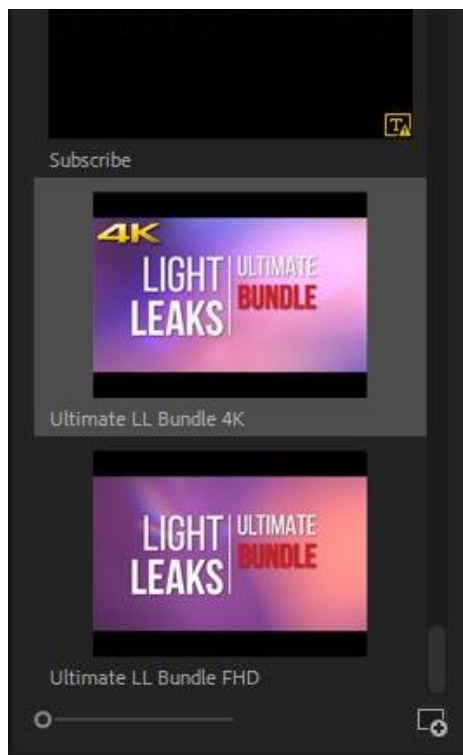 Subscribe
4K
LIGHT
LEAKS
ULTIMATE
BUNDLE
Ultimate LL Bundle 4K
LIGHT
LEAKS
ULTIMATE
BUNDLE
Ultimate LL Bundle FHD